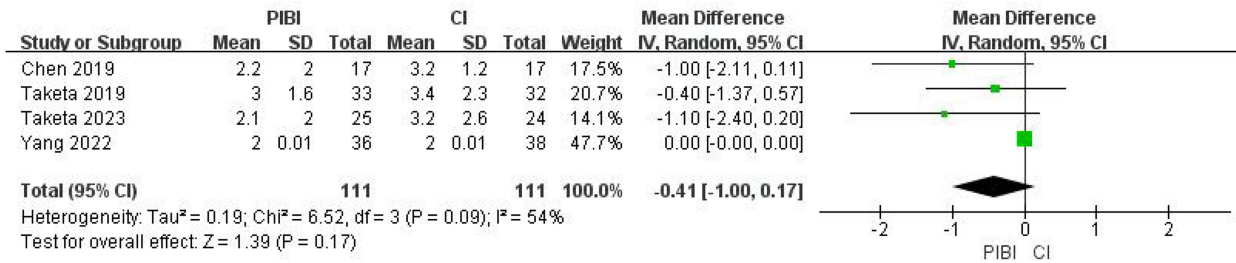 PIBI CI Mean Difference Mean Difference
Study or Subgroup Mean SD Total Mean SD Total Weight IV, Random, 95% CI IV, Random, 95% CI
Chen 2019 2.2 2 17 3.2 1.2 17 17.5% -1.00 [-2.11, 0.11]
Taketa 2019 3 1.6 33 3.4 2.3 32 20.7% -0.40 [-1.37, 0.57]
Taketa 2023 2.1 2 25 3.2 2.6 24 14.1% -1.10 [-2.40, 0.20]
Yang 2022 2 0.01 36 2 0.01 38 47.7% 0.00 [-0.00, 0.00]
Total (95% CI) 111 111 100.0% -0.41 [-1.00, 0.17]
Heterogeneity: Tau² = 0.19; Chi² = 6.52, df = 3 (P = 0.09); I² = 54%
Test for overall effect: Z = 1.39 (P = 0.17)
-2 -1 0 1 2
PIBI CI